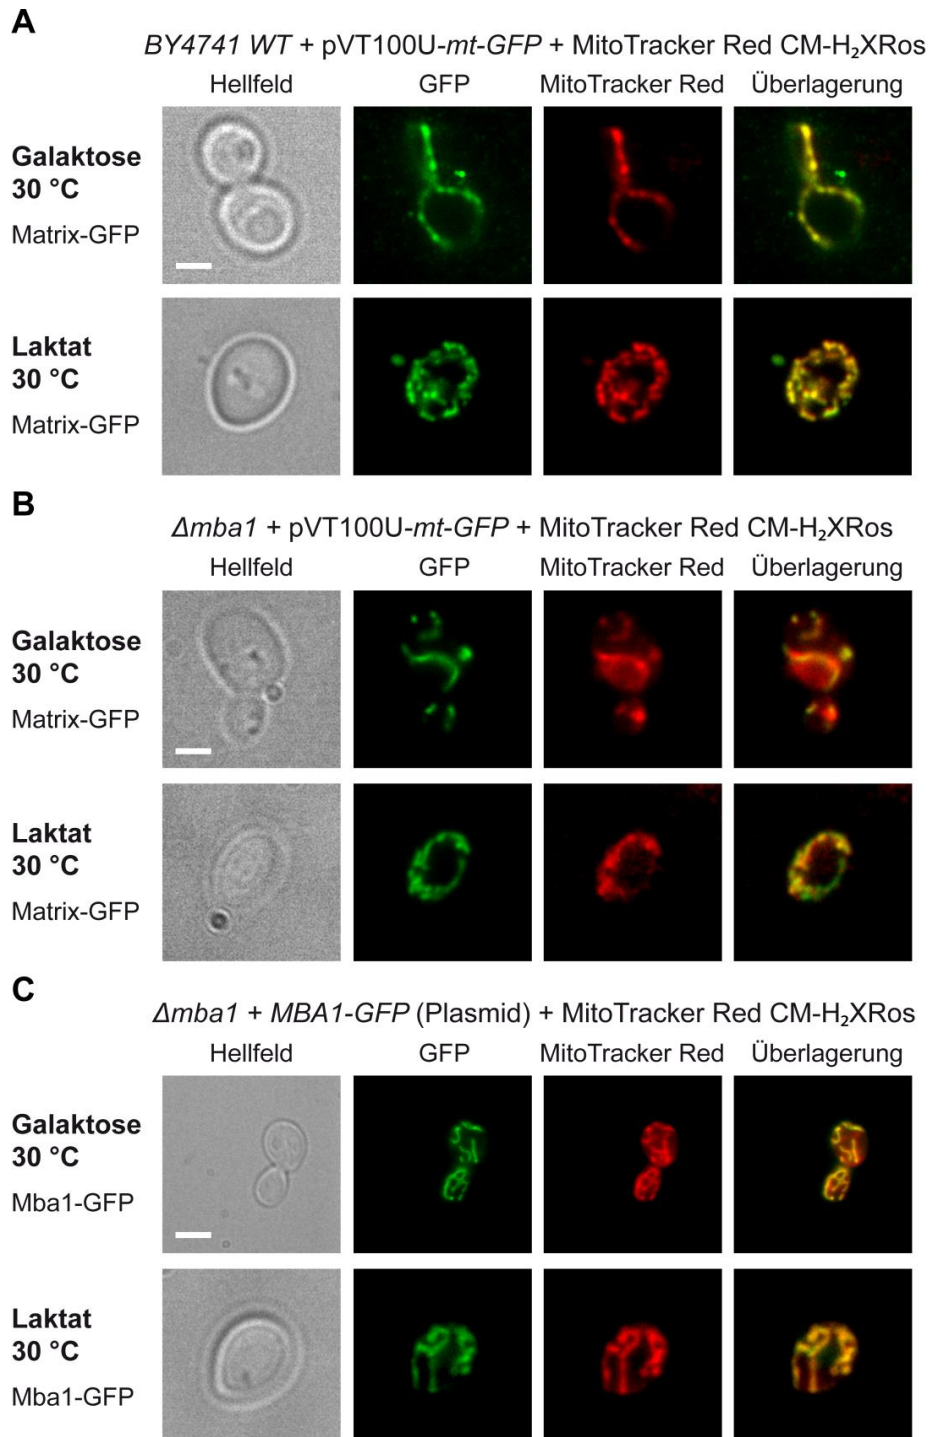 A
BY4741 WT + pVT100U-mt-GFP + MitoTracker Red CM-H₂XRos
Hellfeld GFP MitoTracker Red Überlagerung
Galaktose
30 °C
Matrix-GFP
Laktat
30 °C
Matrix-GFP
B
Δmba1 + pVT100U-mt-GFP + MitoTracker Red CM-H₂XRos
Hellfeld GFP MitoTracker Red Überlagerung
Galaktose
30 °C
Matrix-GFP
Laktat
30 °C
Matrix-GFP
C
Δmba1 + MBA1-GFP (Plasmid) + MitoTracker Red CM-H₂XRos
Hellfeld GFP MitoTracker Red Überlagerung
Galaktose
30 °C
Mba1-GFP
Laktat
30 °C
Mba1-GFP